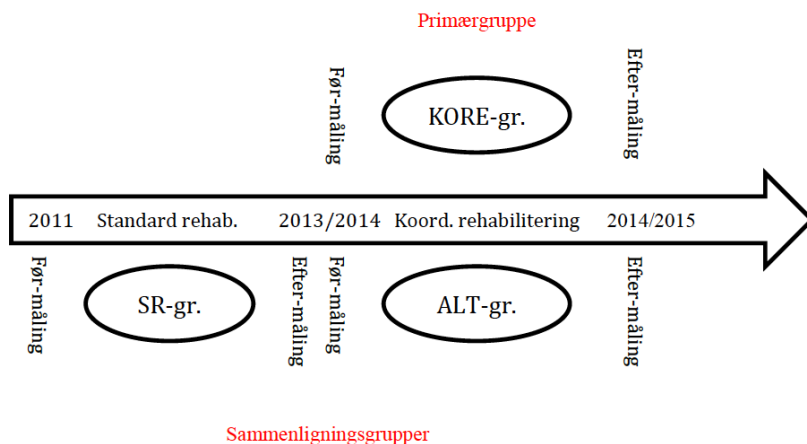 Primærgruppe
Før-måling
KORE-gr.
Efter-måling
2011 Standard rehab. 2013/2014 Koord. rehabilitering 2014/2015
Før-måling
SR-gr.
Efter-måling
Før-måling
ALT-gr.
Efter-måling
Sammenligningsgrupper